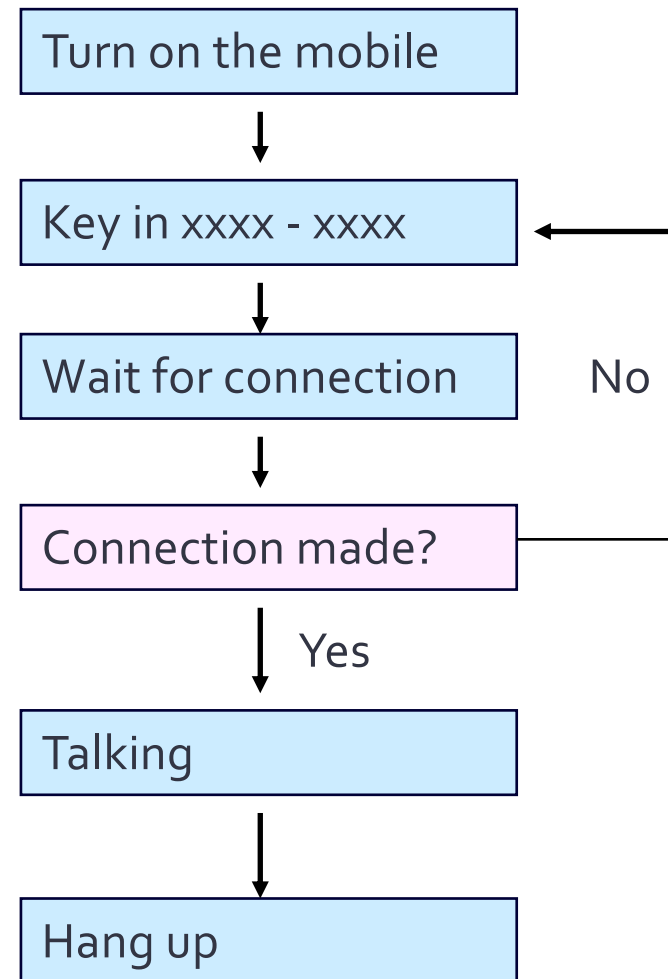 Turn on the mobile
Key in xxxx - xxxx
Wait for connection
No
Connection made?
Yes
Talking
Hang up